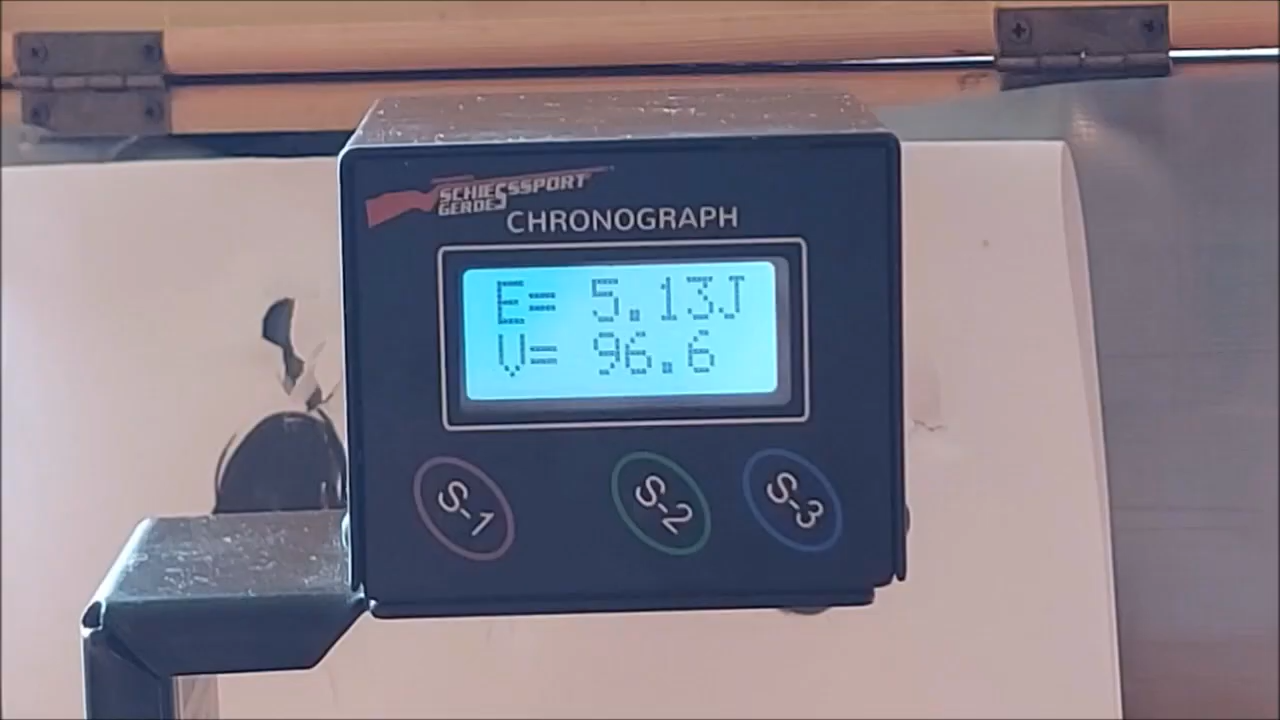 SCHIESSSPORT
GERDES
CHRONOGRAPH
E= 5.13J
V= 96.6
S-1 S-2 S-3